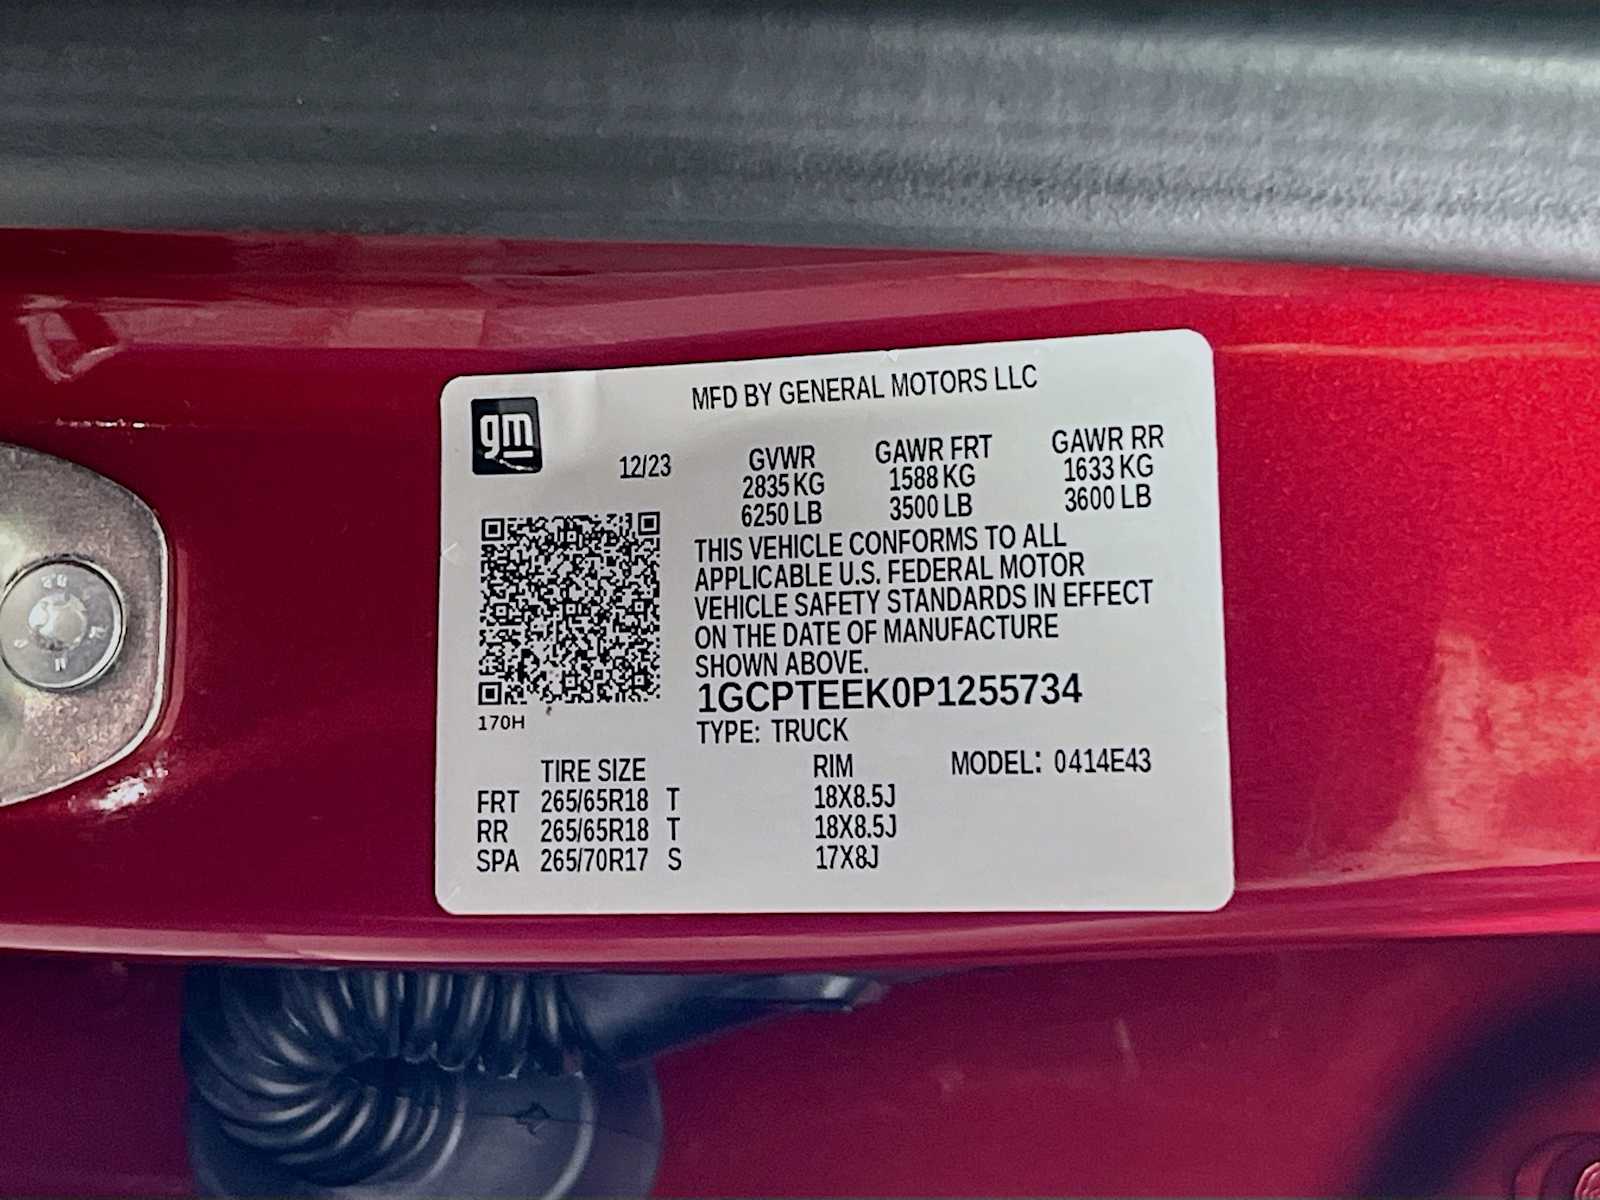 MFD BY GENERAL MOTORS LLC
gm
12/23
GVWR
2835 KG
6250 LB
GAWR FRT
1588 KG
3500 LB
GAWR RR
1633 KG
3600 LB
THIS VEHICLE CONFORMS TO ALL
APPLICABLE U.S. FEDERAL MOTOR
VEHICLE SAFETY STANDARDS IN EFFECT
ON THE DATE OF MANUFACTURE
SHOWN ABOVE.
1GCPTEEK0P1255734
170H
TYPE: TRUCK
TIRE SIZE RIM MODEL: 0414E43
FRT 265/65R18 T 18X8.5J
RR 265/65R18 T 18X8.5J
SPA 265/70R17 S 17X8J